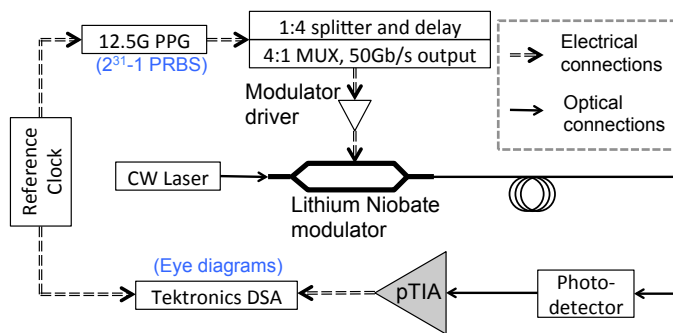 12.5G PPG
(2³¹-1 PRBS)
1:4 splitter and delay
4:1 MUX, 50Gb/s output
Electrical
connections
Optical
connections
Modulator
driver
Reference
Clock
CW Laser
Lithium Niobate
modulator
(Eye diagrams)
Tektronics DSA
pTIA
Photo-
detector